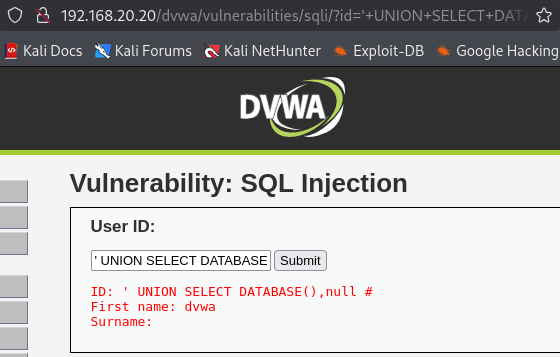 192.168.20.20/dvwa/vulnerabilities/sqli/?id='+UNION+SELECT+DATA
Kali Docs Kali Forums Kali NetHunter Exploit-DB Google Hacking
DVWA
Vulnerability: SQL Injection
User ID:
' UNION SELECT DATABASE Submit
ID: ' UNION SELECT DATABASE(),null #
First name: dvwa
Surname: